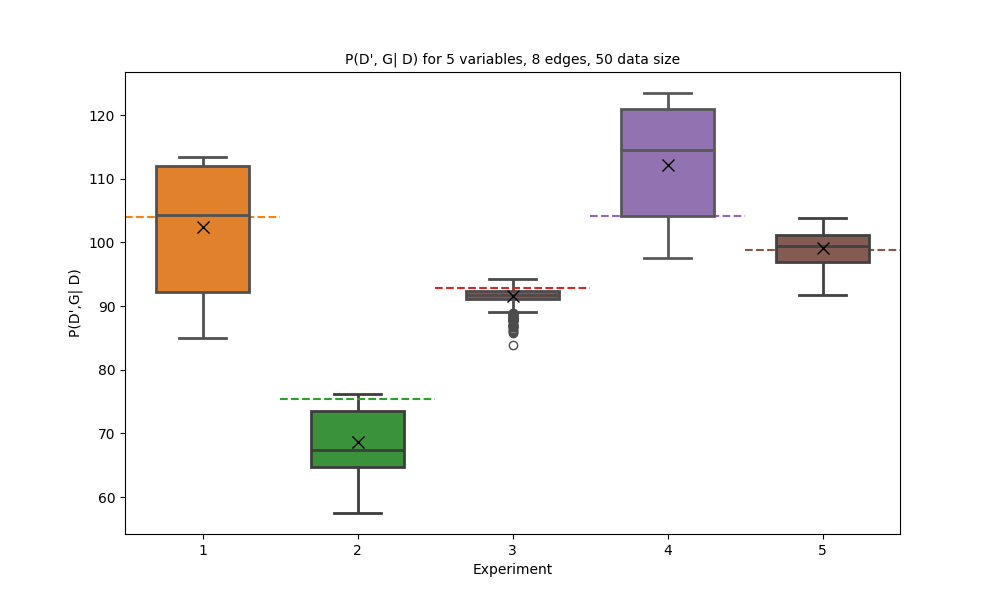 P(D', G| D) for 5 variables, 8 edges, 50 data size
120
110
100
90
80
70
60
P(D',G| D)
1 2 3 4 5
Experiment